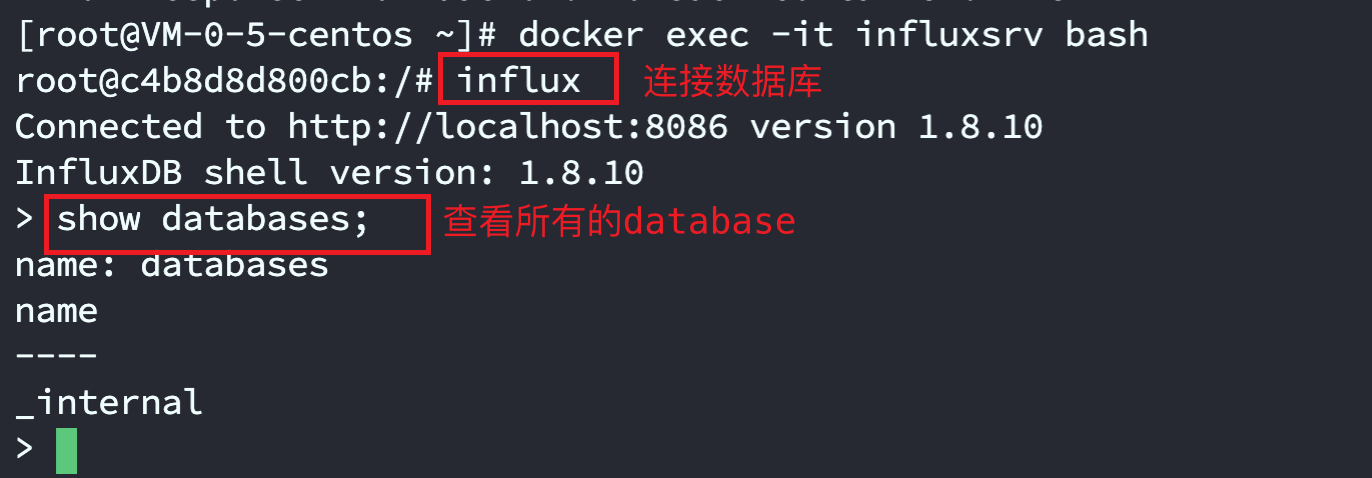 [root@VM-0-5-centos ~]# docker exec -it influxsrv bash
root@c4b8d8d800cb:/# influx 连接数据库
Connected to http://localhost:8086 version 1.8.10
InfluxDB shell version: 1.8.10
> show databases; 查看所有的database
name: databases
name
----
_internal
>